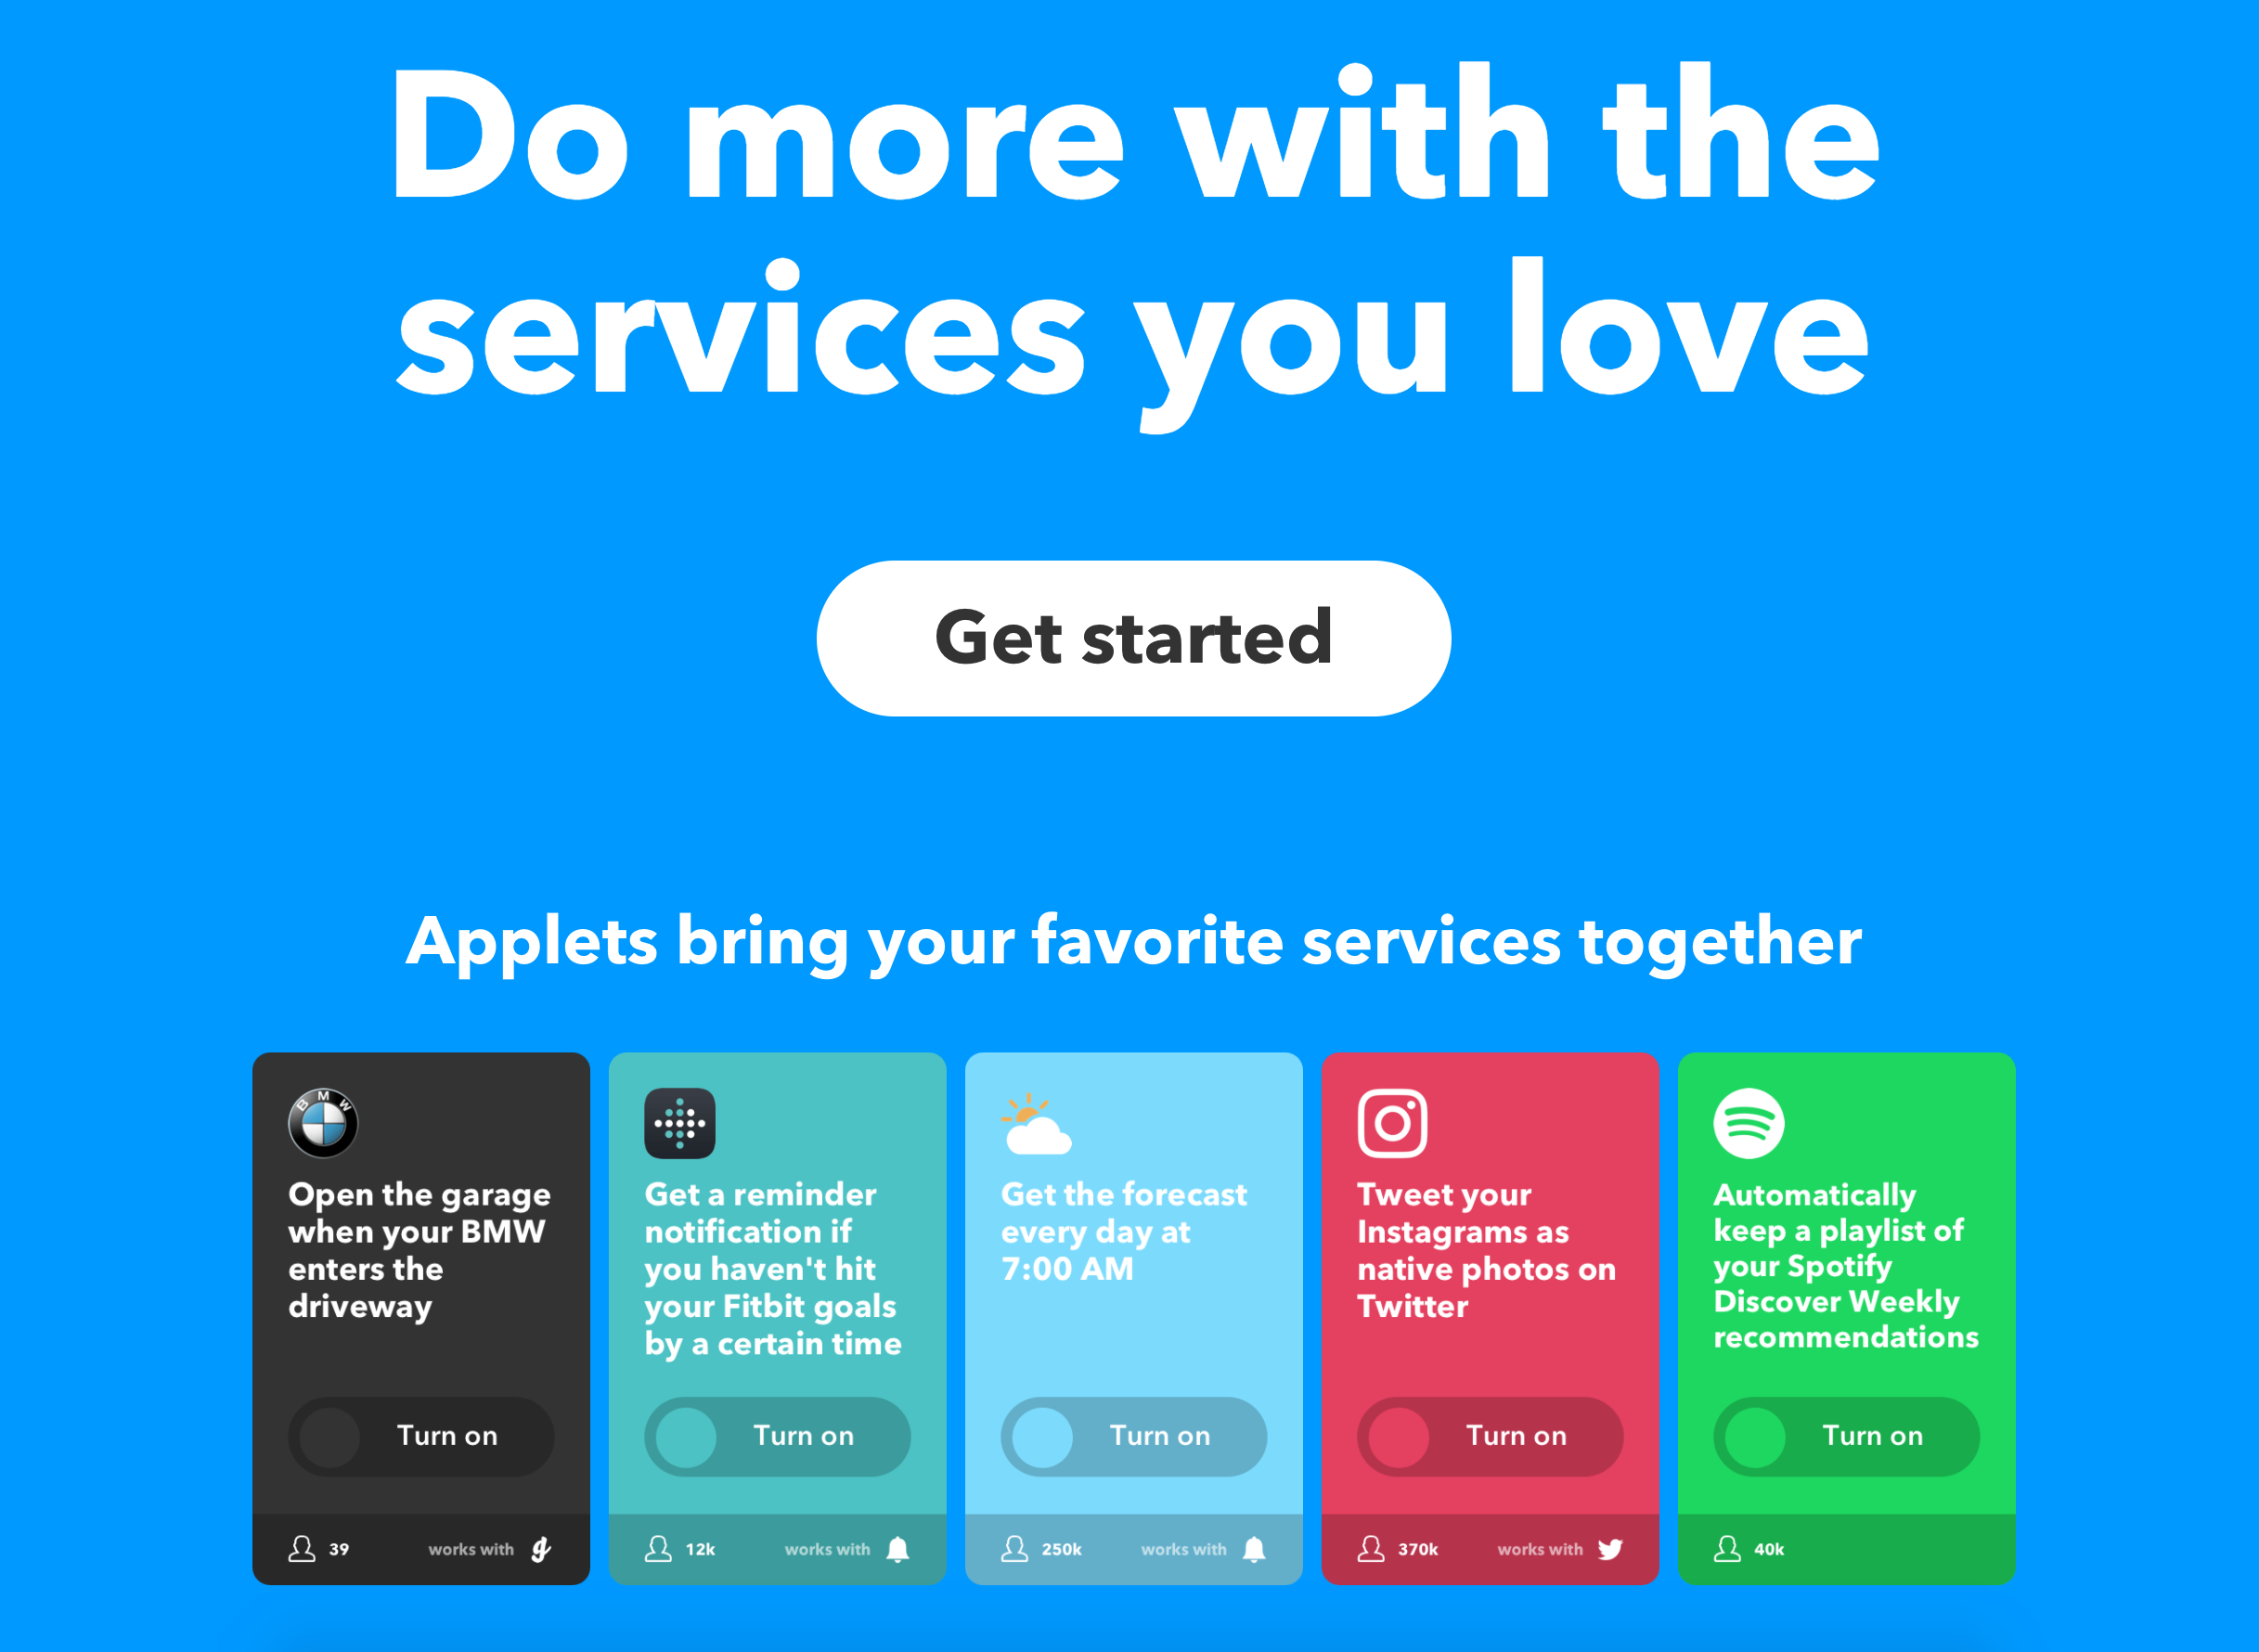 Do more with the
services you love
Get started
Applets bring your favorite services together
BMW
Open the garage
when your BMW
enters the
driveway
Turn on
39
works with
Get a reminder
notification if
you haven't hit
your Fitbit goals
by a certain time
Turn on
12k
works with
Get the forecast
every day at
7:00 AM
Turn on
250k
works with
Tweet your
Instagrams as
native photos on
Twitter
Turn on
370k
works with
Automatically
keep a playlist of
your Spotify
Discover Weekly
recommendations
Turn on
40k